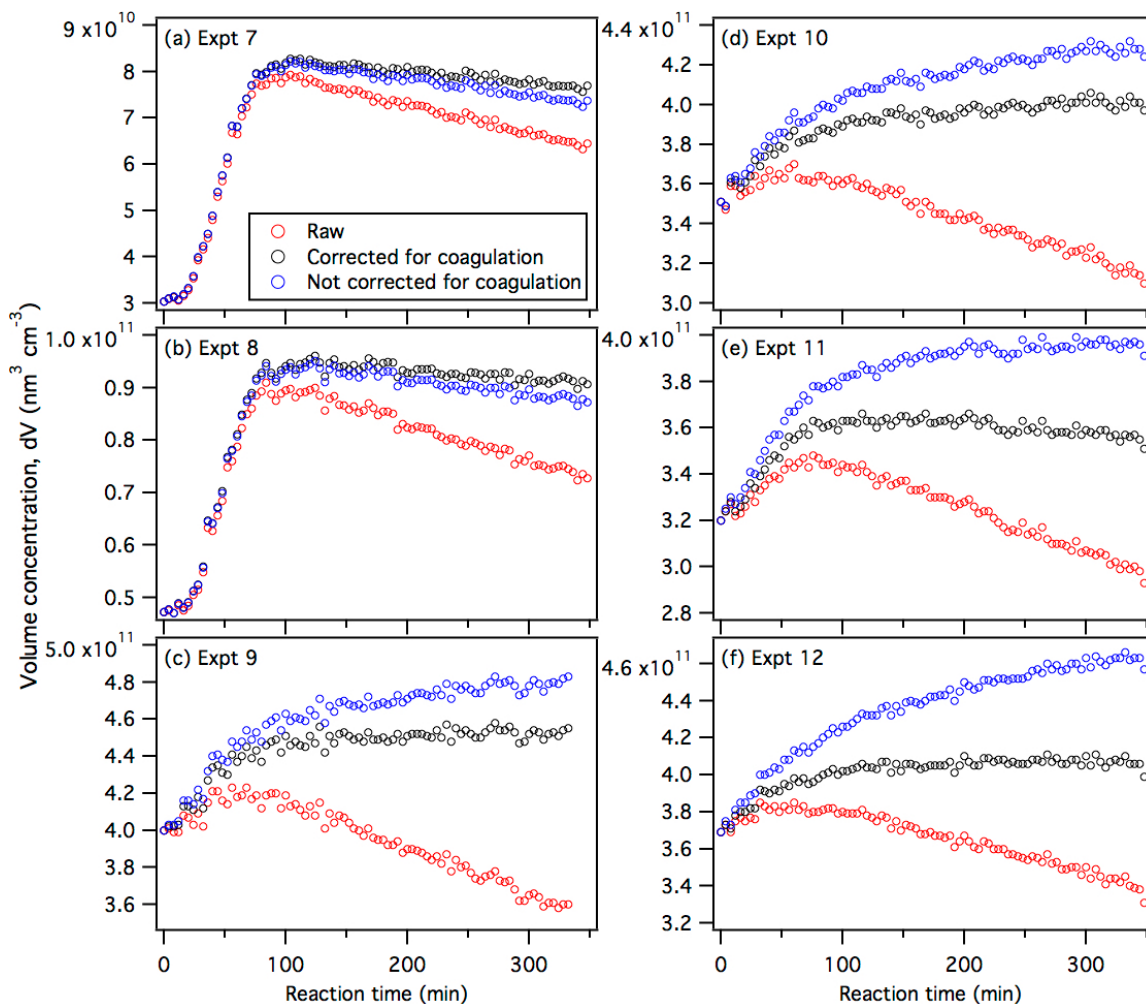 9 x10^10
(a) Expt 7
8
7
6
5
4
3
Raw
Corrected for coagulation
Not corrected for coagulation
1.0 x10^11
(b) Expt 8
0.9
0.8
0.7
0.6
0.5
5.0 x10^11
(c) Expt 9
4.8
4.6
4.4
4.2
4.0
3.8
3.6
0
100
200
300
Reaction time (min)
Volume concentration, dV (nm^3 cm^-3)
4.4 x10^11
(d) Expt 10
4.2
4.0
3.8
3.6
3.4
3.2
3.0
4.0 x10^11
(e) Expt 11
3.8
3.6
3.4
3.2
3.0
2.8
4.6 x10^11
(f) Expt 12
4.4
4.2
4.0
3.8
3.6
3.4
3.2
0
100
200
300
Reaction time (min)